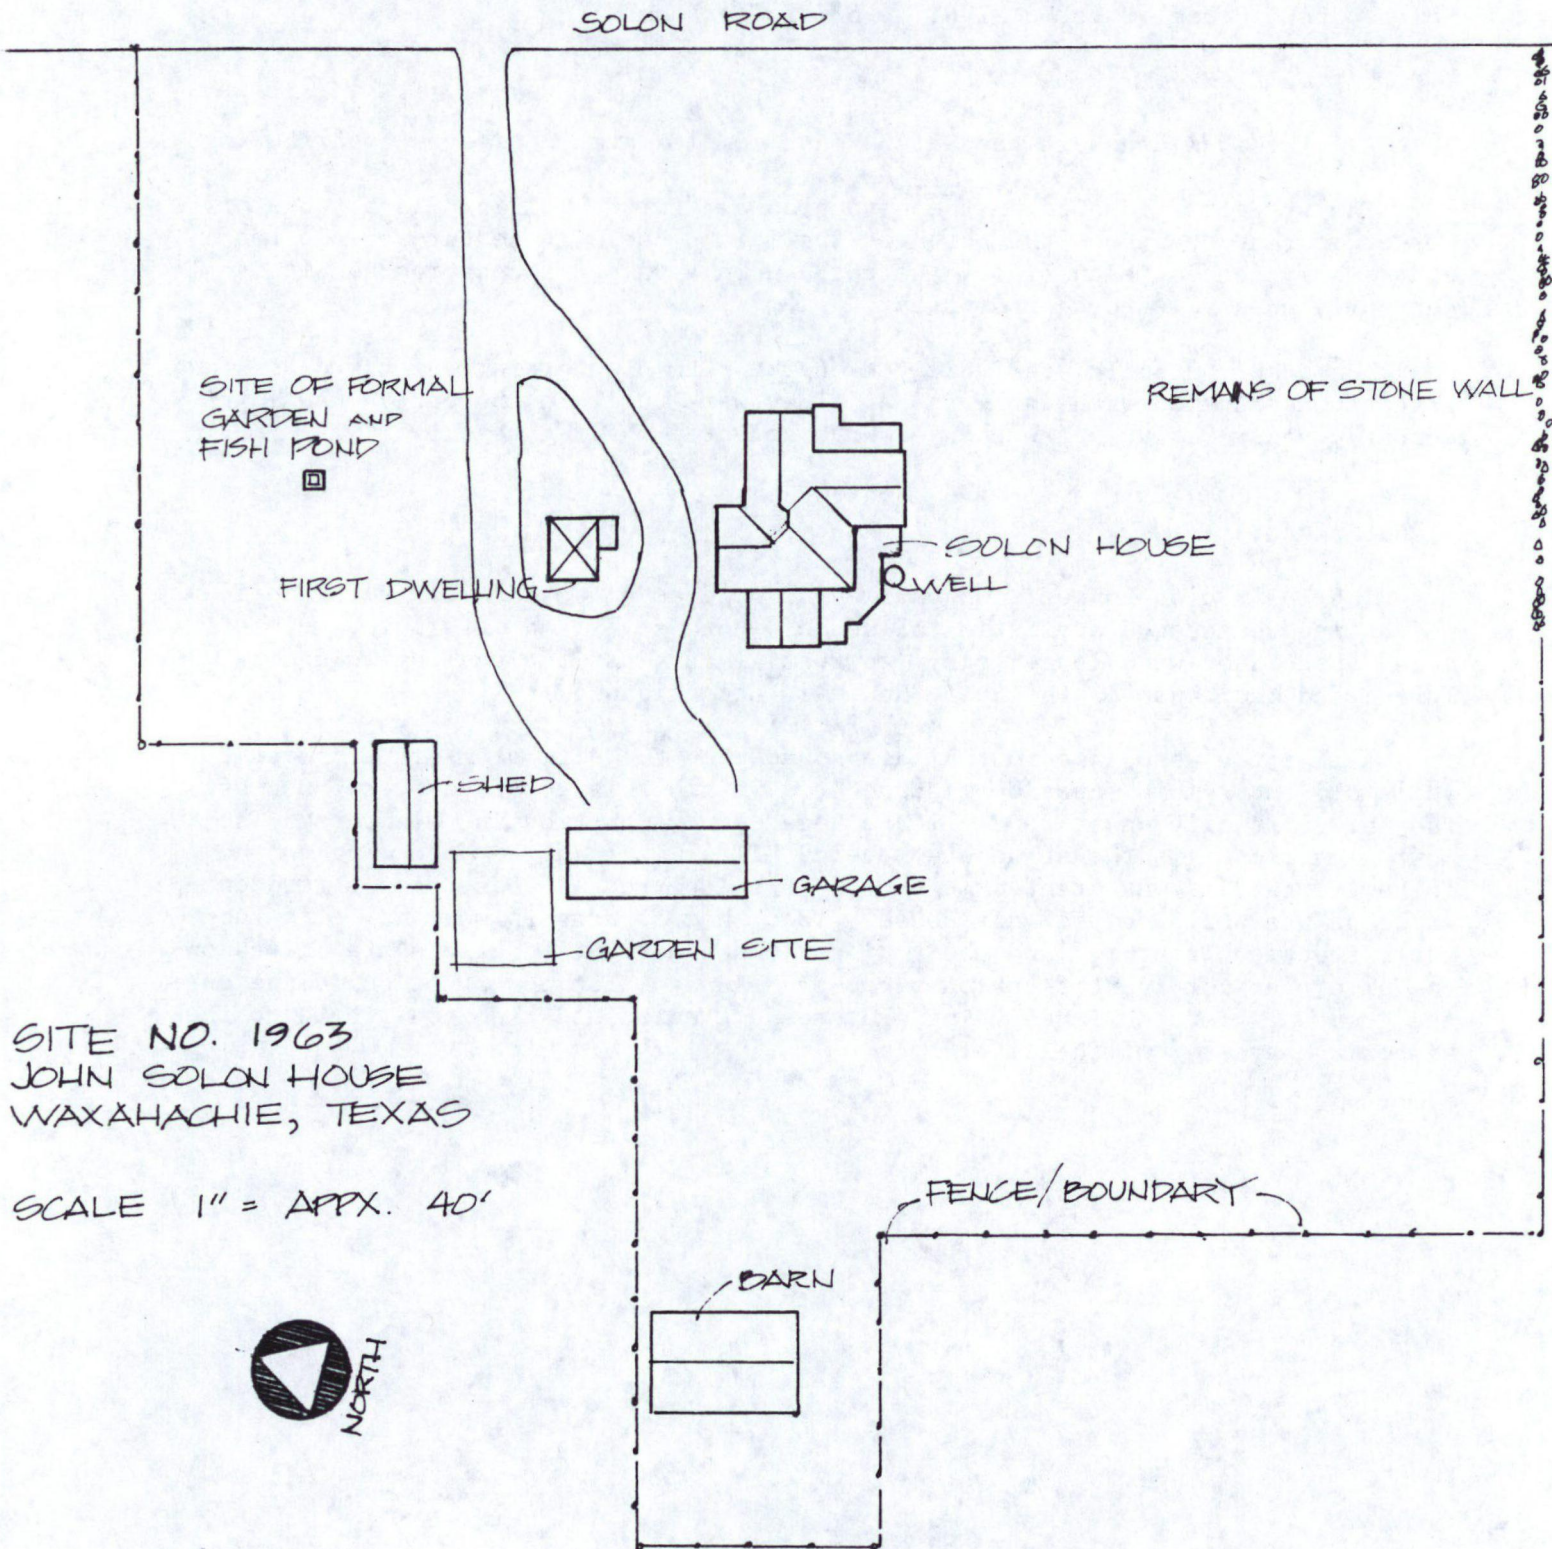 SOLON ROAD
SITE OF FORMAL
GARDEN AND
FISH POND
REMAINS OF STONE WALL
SOLON HOUSE
WELL
FIRST DWELLING
SHED
GARAGE
GARDEN SITE
SITE NO. 1963
JOHN SOLON HOUSE
WAXAHACHIE, TEXAS
SCALE 1" = APPX. 40'
FENCE/BOUNDARY
BARN
NORTH